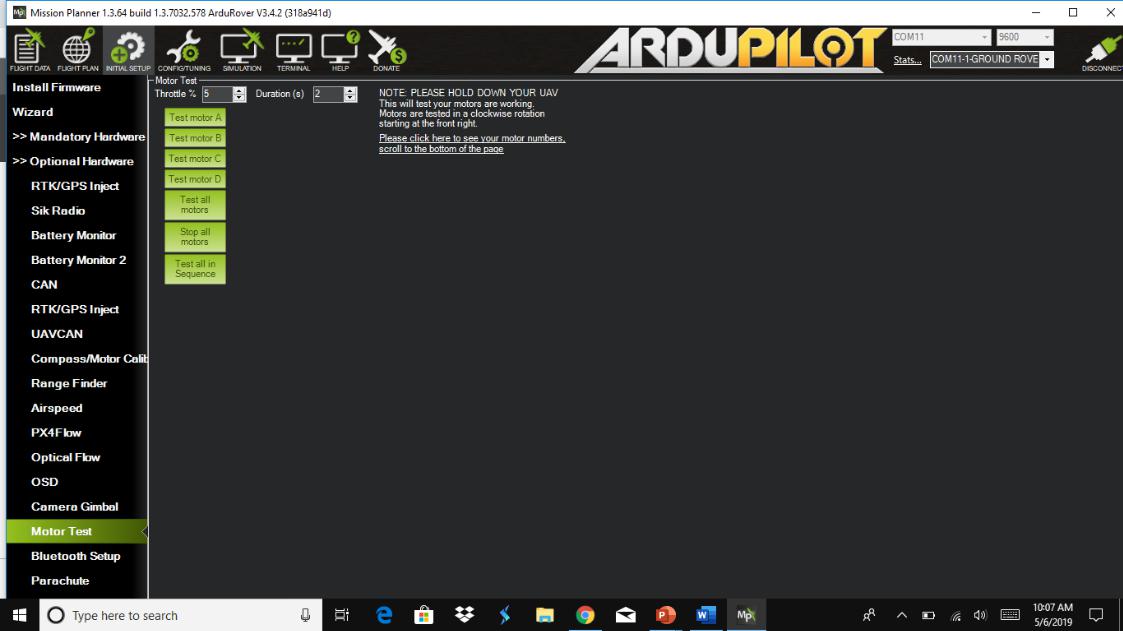 Mission Planner 1.3.64 build 1.3.7032.578 ArduRover V3.4.2 (318a941d)
FLIGHT DATA FLIGHT PLAN INITIAL SETUP CONFIG/TUNING SIMULATION TERMINAL HELP DONATE
ARDUPILOT
COM11 9600
Stats... COM11-1-GROUND ROVE
DISCONNEC
Install Firmware
Wizard
>> Mandatory Hardware
>> Optional Hardware
RTK/GPS Inject
Sik Radio
Battery Monitor
Battery Monitor 2
CAN
RTK/GPS Inject
UAVCAN
Compass/Motor Calib
Range Finder
Airspeed
PX4Flow
Optical Flow
OSD
Camera Gimbal
Motor Test
Bluetooth Setup
Parachute
Motor Test
Throttle % 5 Duration (s) 2
Test motor A
Test motor B
Test motor C
Test motor D
Test all
motors
Stop all
motors
Test all in
Sequence
NOTE: PLEASE HOLD DOWN YOUR UAV
This will test your motors are working.
Motors are tested in a clockwise rotation
starting at the front right.
Please click here to see your motor numbers,
scroll to the bottom of the page
Type here to search
10:07 AM
5/6/2019